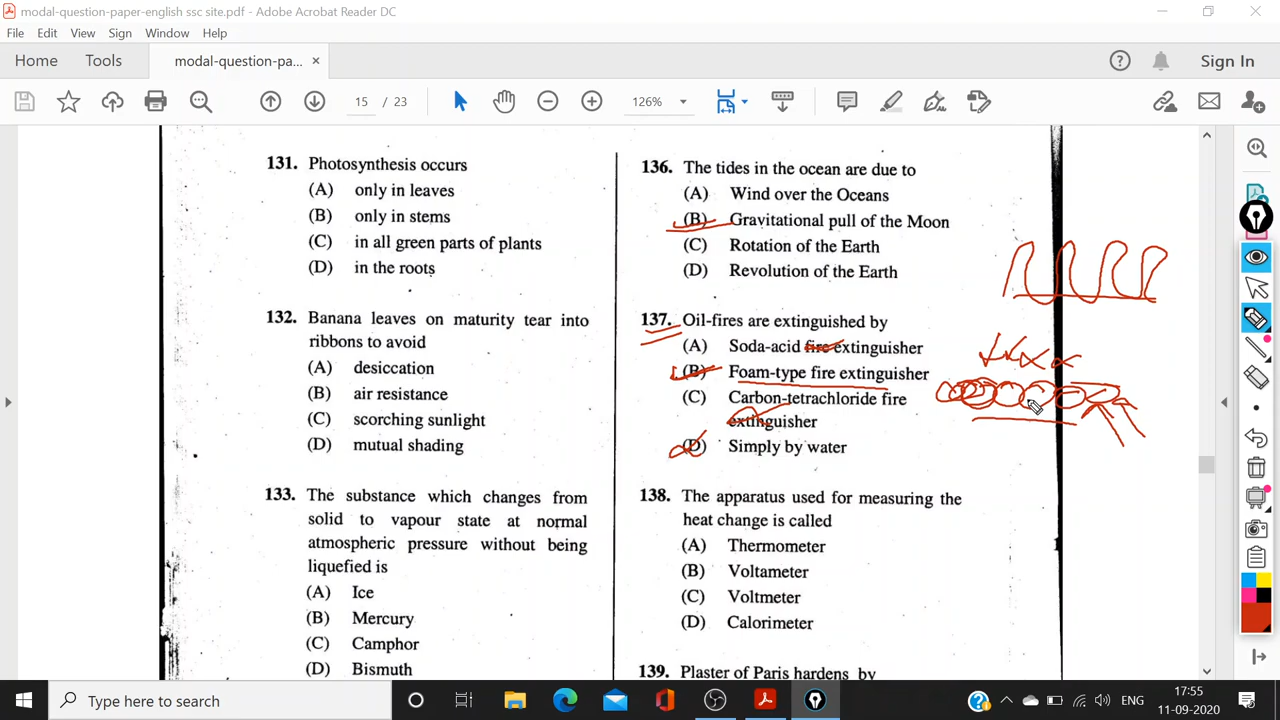 modal-question-paper-english ssc site.pdf - Adobe Acrobat Reader DC
File Edit View Sign Window Help
Home Tools modal-question-pa... × Sign In
15 / 23 126%
131. Photosynthesis occurs
(A) only in leaves
(B) only in stems
(C) in all green parts of plants
(D) in the roots
132. Banana leaves on maturity tear into
ribbons to avoid
(A) desiccation
(B) air resistance
(C) scorching sunlight
(D) mutual shading
133. The substance which changes from
solid to vapour state at normal
atmospheric pressure without being
liquefied is
(A) Ice
(B) Mercury
(C) Camphor
(D) Bismuth
136. The tides in the ocean are due to
(A) Wind over the Oceans
(B) Gravitational pull of the Moon
(C) Rotation of the Earth
(D) Revolution of the Earth
137. Oil-fires are extinguished by
(A) Soda-acid fire extinguisher
(B) Foam-type fire extinguisher
(C) Carbon-tetrachloride fire
extinguisher
(D) Simply by water
138. The apparatus used for measuring the
heat change is called
(A) Thermometer
(B) Voltameter
(C) Voltmeter
(D) Calorimeter
139. Plaster of Paris hardens by
Type here to search
ENG
17:55
11-09-2020